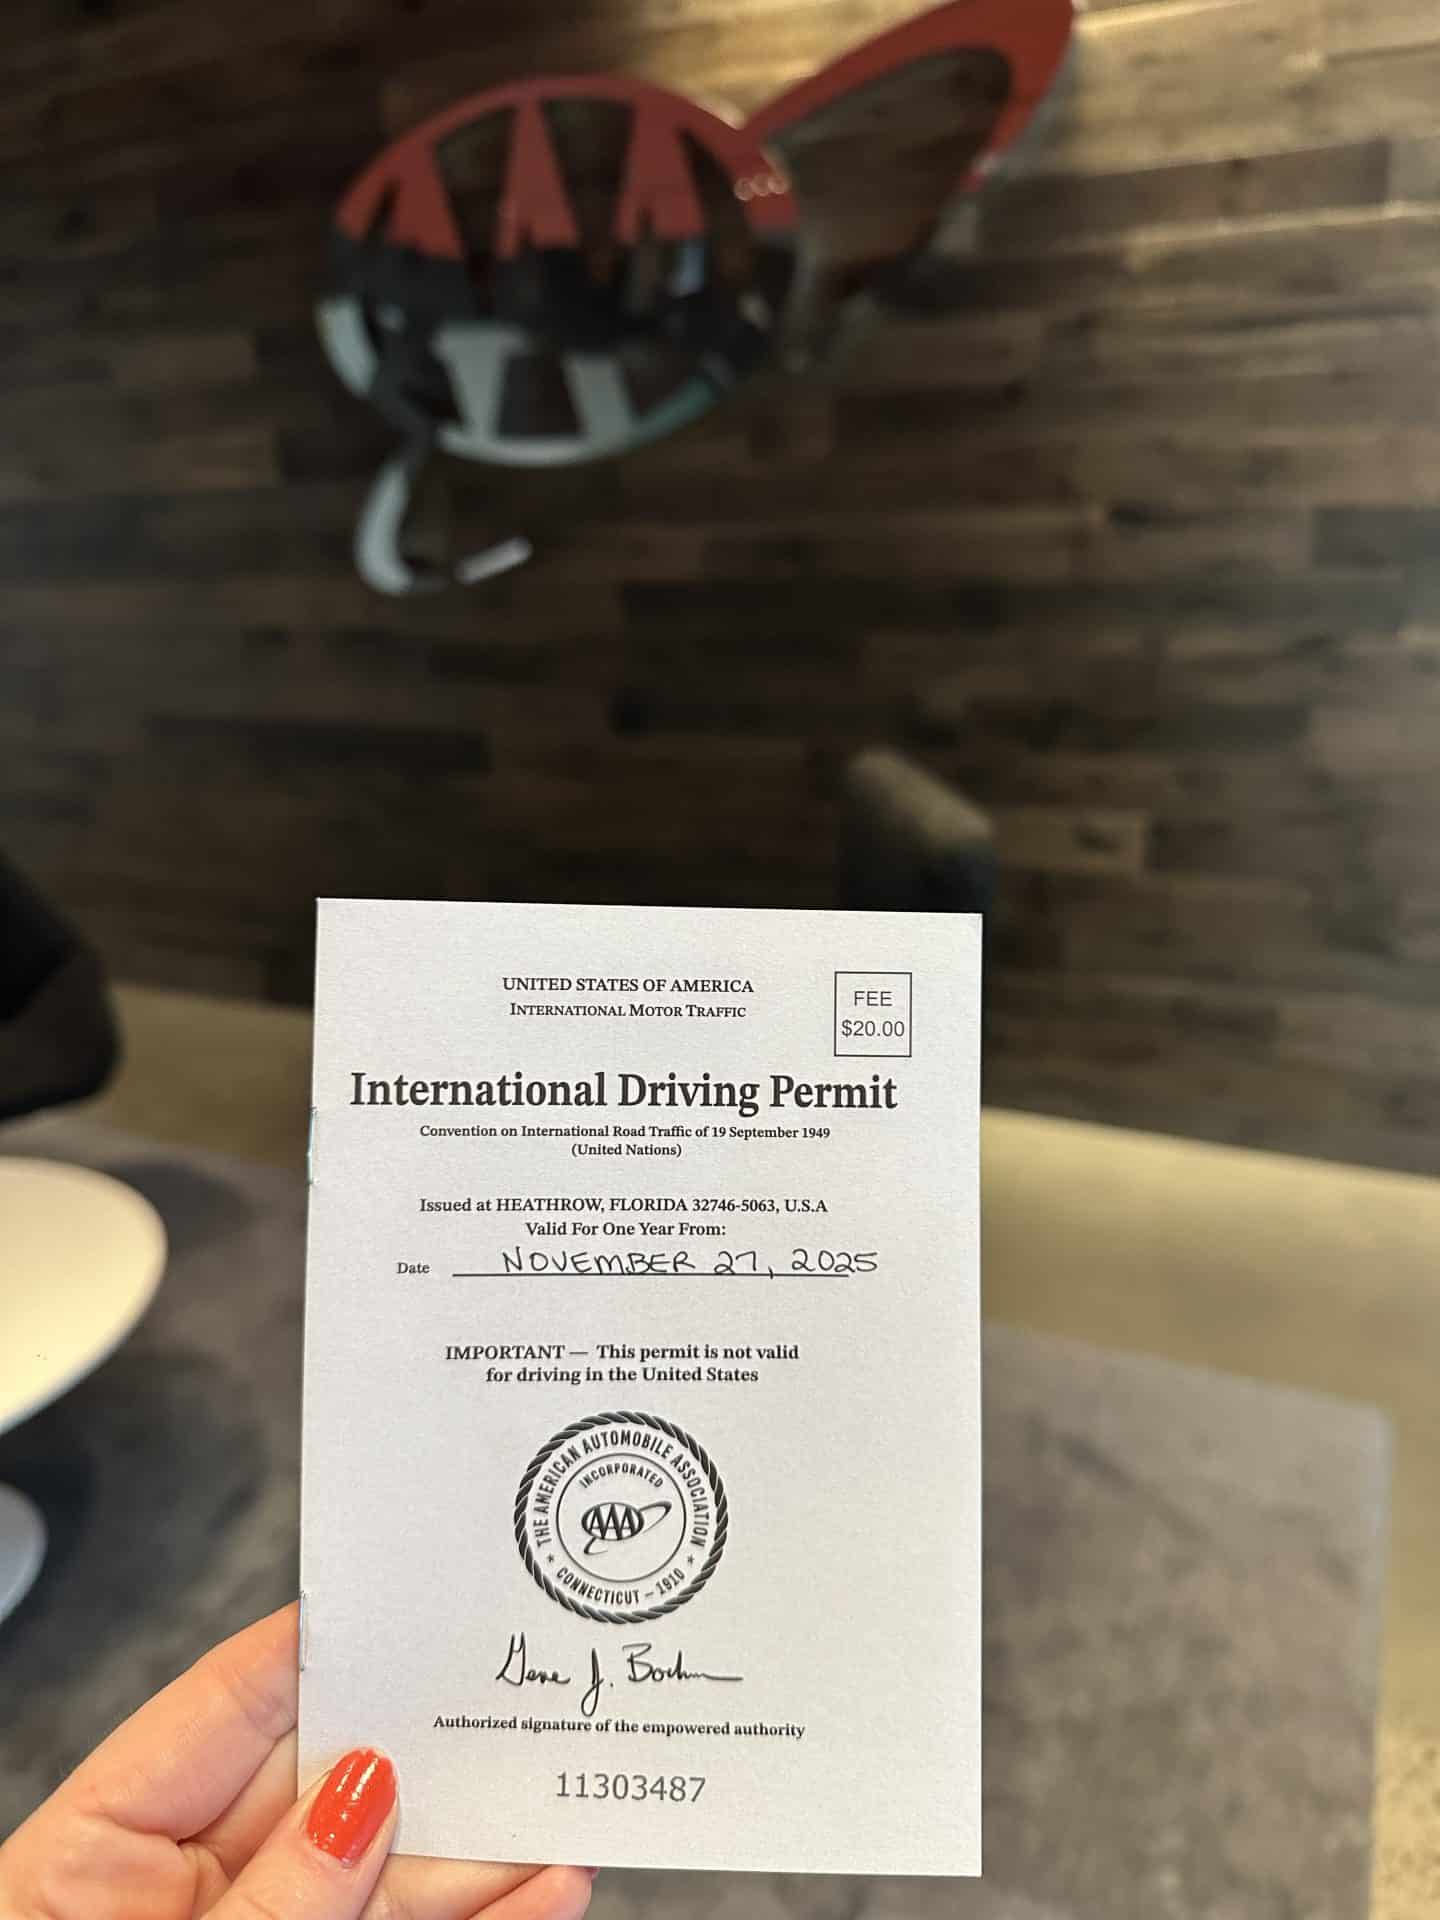 AAA
UNITED STATES OF AMERICA
INTERNATIONAL MOTOR TRAFFIC
FEE
$20.00
International Driving Permit
Convention on International Road Traffic of 19 September 1949
(United Nations)
Issued at HEATHROW, FLORIDA 32746-5063, U.S.A
Valid For One Year From:
Date NOVEMBER 27, 2025
IMPORTANT — This permit is not valid
for driving in the United States
THE AMERICAN AUTOMOBILE ASSOCIATION
INCORPORATED
AAA
CONNECTICUT – 1910
Gene J. Boehm
Authorized signature of the empowered authority
11303487